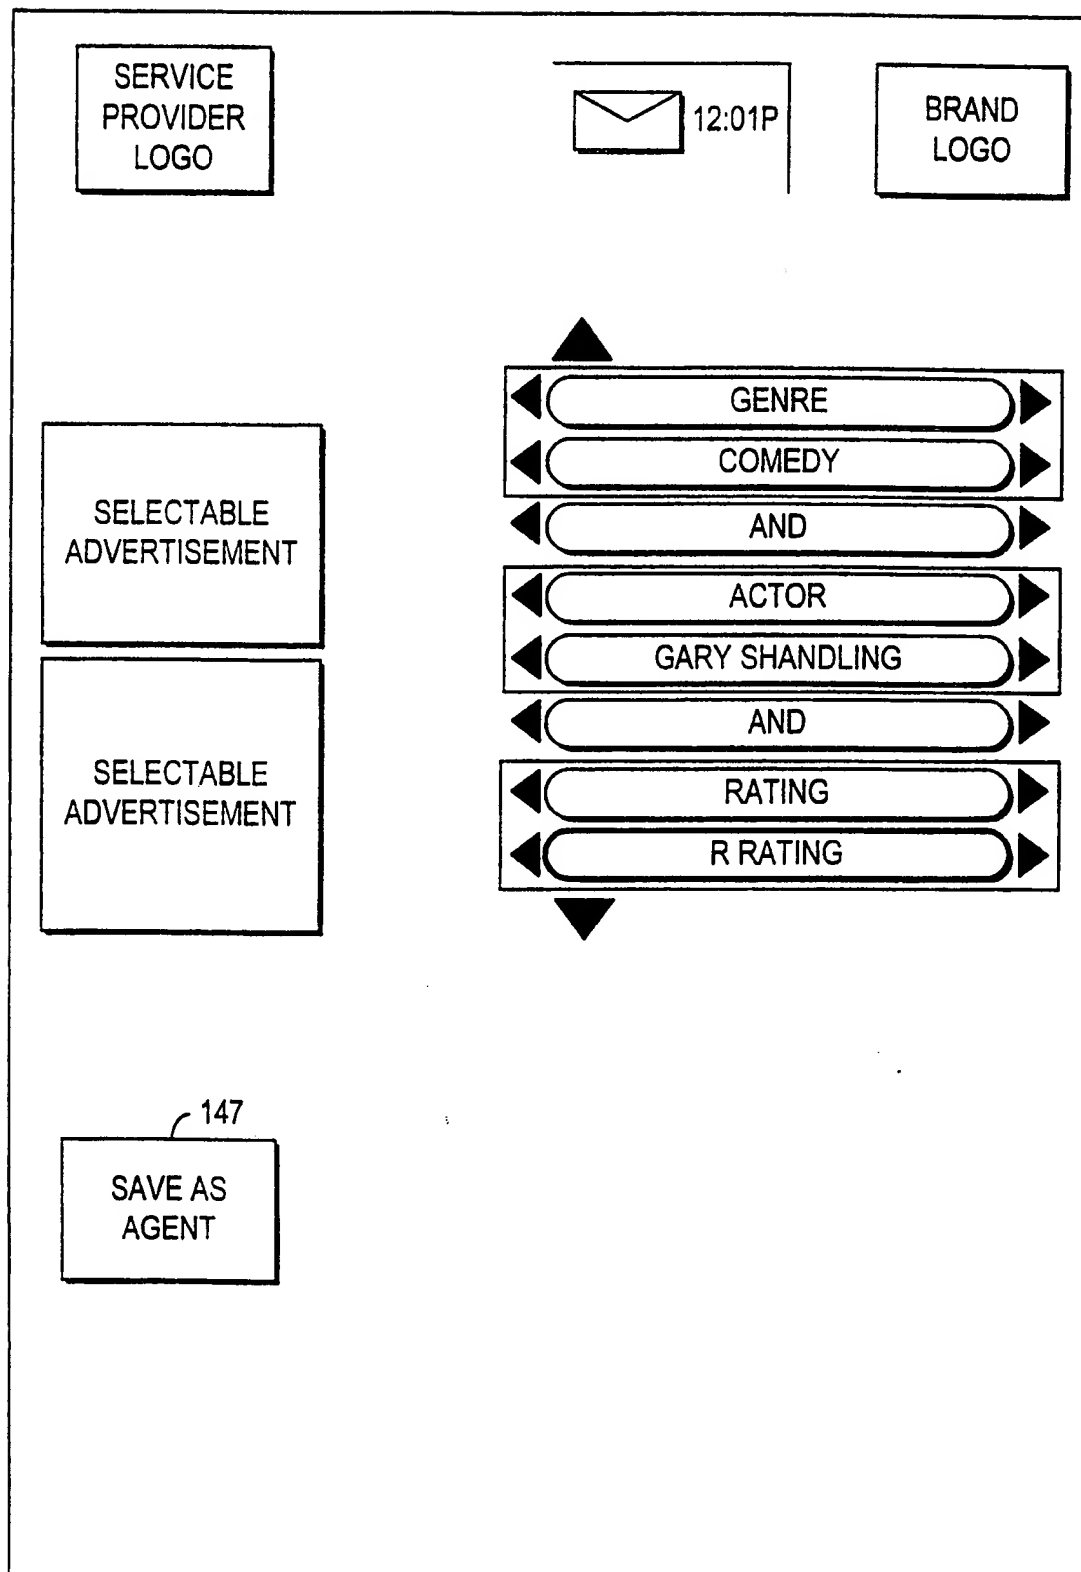 SERVICE
PROVIDER
LOGO
12:01P
BRAND
LOGO
GENRE
COMEDY
AND
ACTOR
GARY SHANDLING
AND
RATING
R RATING
SELECTABLE
ADVERTISEMENT
SELECTABLE
ADVERTISEMENT
147
SAVE AS
AGENT